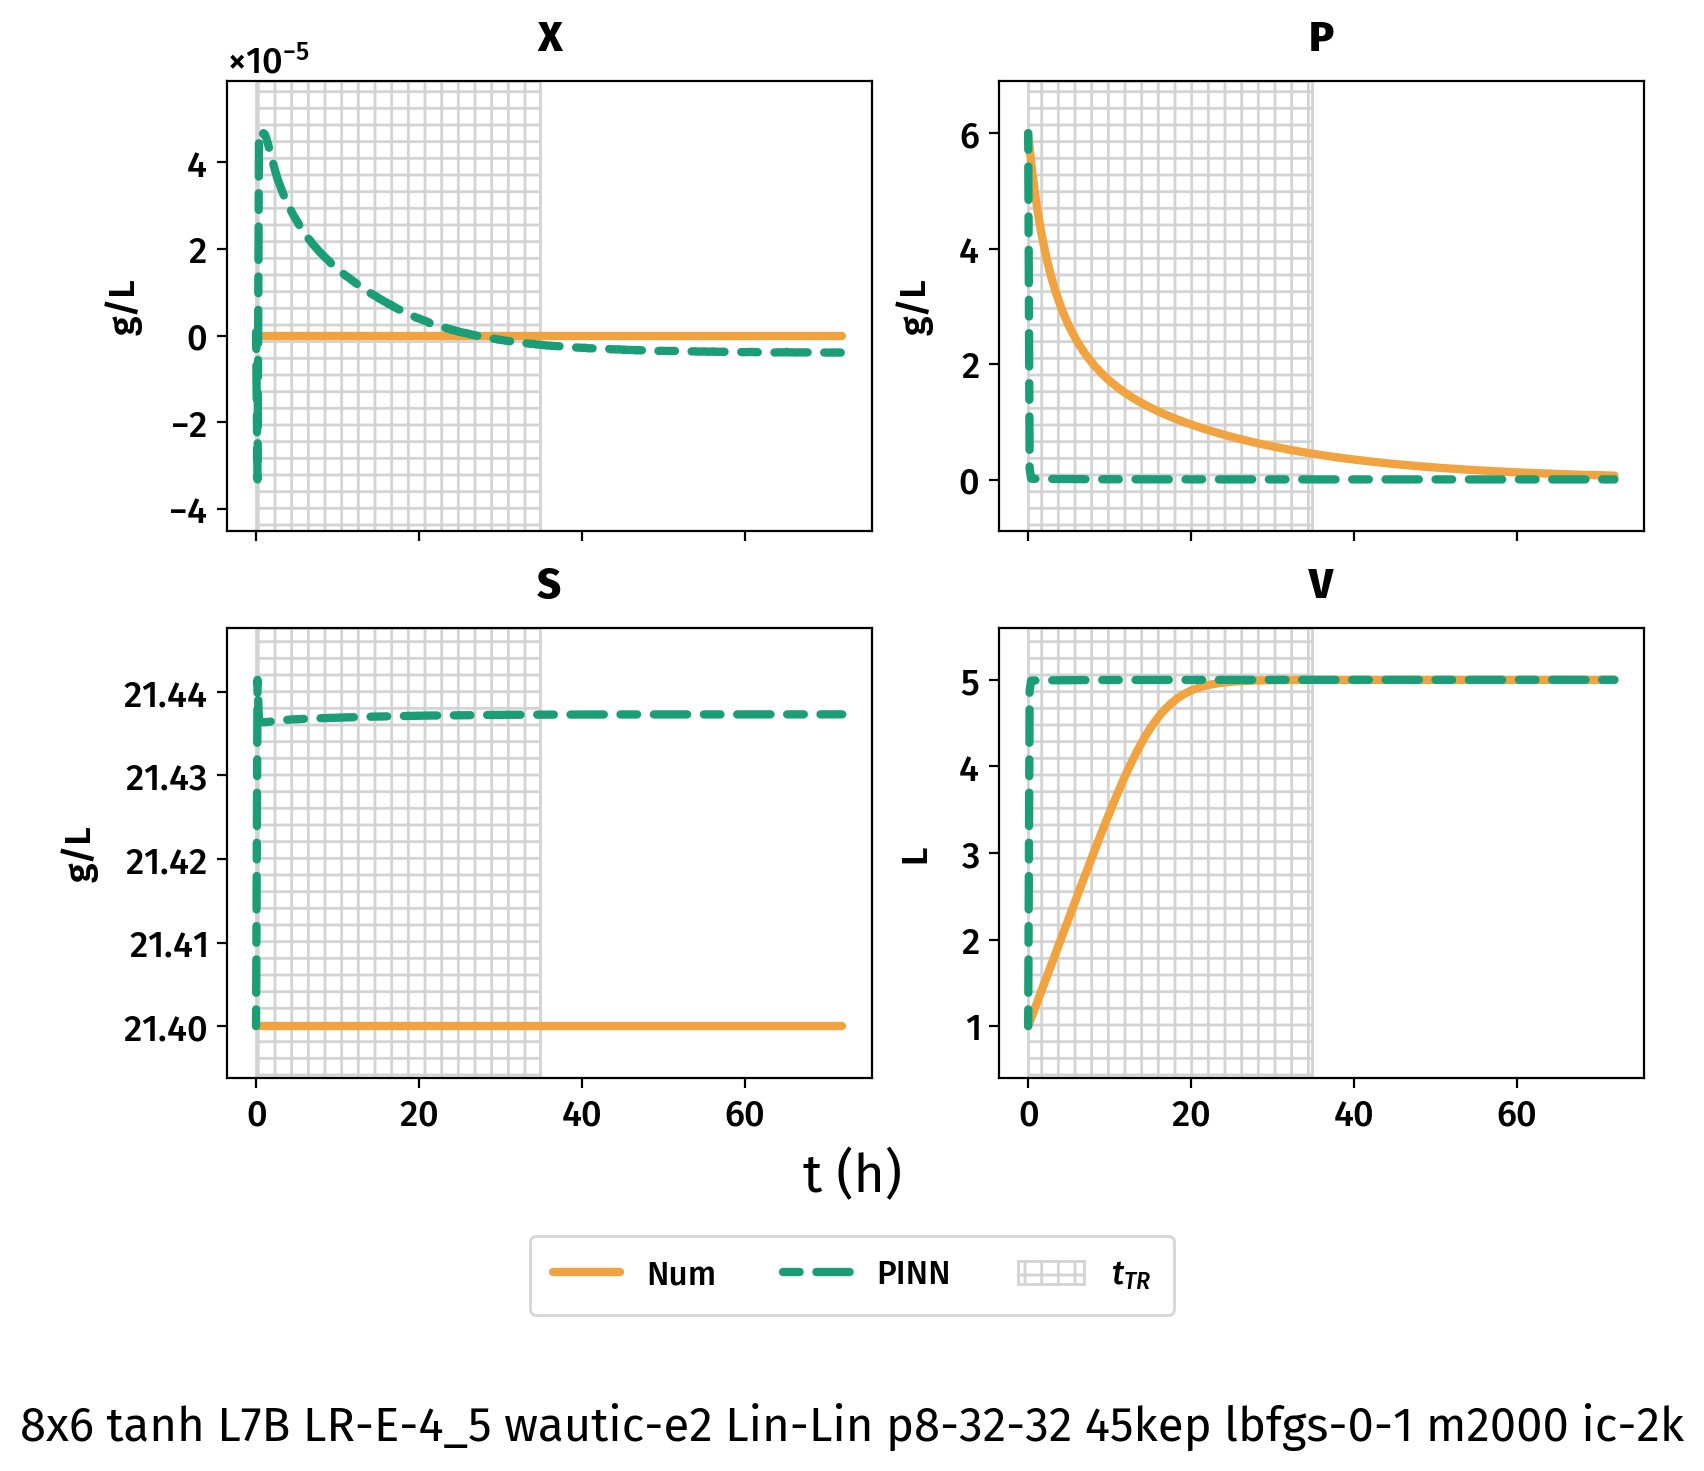 X
×10⁻⁵
g/L
4
2
0
−2
−4
P
g/L
6
4
2
0
S
g/L
21.44
21.43
21.42
21.41
21.40
0 20 40 60
V
L
5
4
3
2
1
0 20 40 60
t (h)
Num PINN t_TR
8x6 tanh L7B LR-E-4_5 wautic-e2 Lin-Lin p8-32-32 45kep lbfgs-0-1 m2000 ic-2k